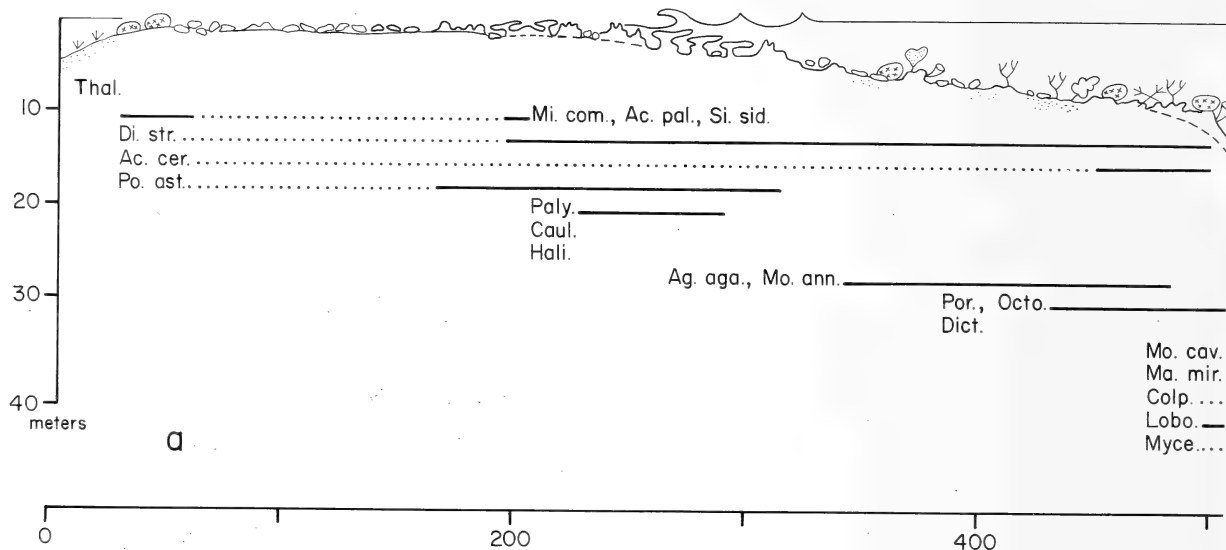 Thal.
10
Mi. com., Ac. pal., Si. sid.
Di. str.
Ac. cer.
Po. ast.
20
Paly.
Caul.
Hali.
Ag. aga., Mo. ann.
30
Por., Octo.
Dict.
Mo. cav.
Ma. mir.
40
Colp.
meters
Lobo.
a
Myce.
0
200
400